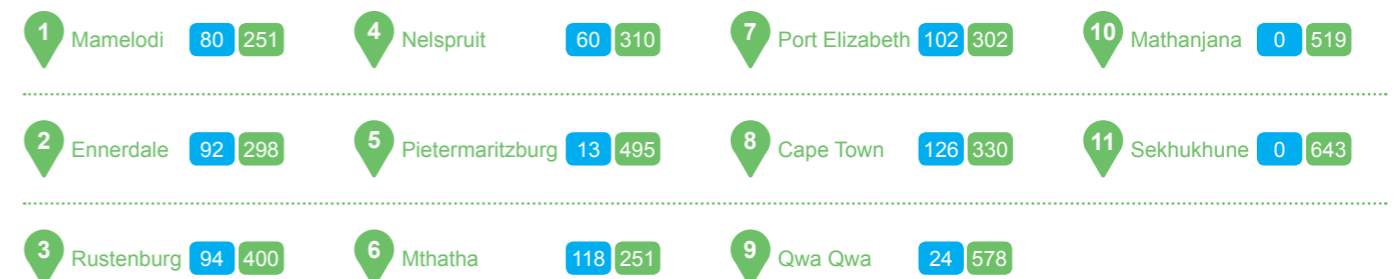 1 Mamelodi 80 251
4 Nelspruit 60 310
7 Port Elizabeth 102 302
10 Mathanjana 0 519
2 Ennerdale 92 298
5 Pietermaritzburg 13 495
8 Cape Town 126 330
11 Sekhukhune 0 643
3 Rustenburg 94 400
6 Mthatha 118 251
9 Qwa Qwa 24 578